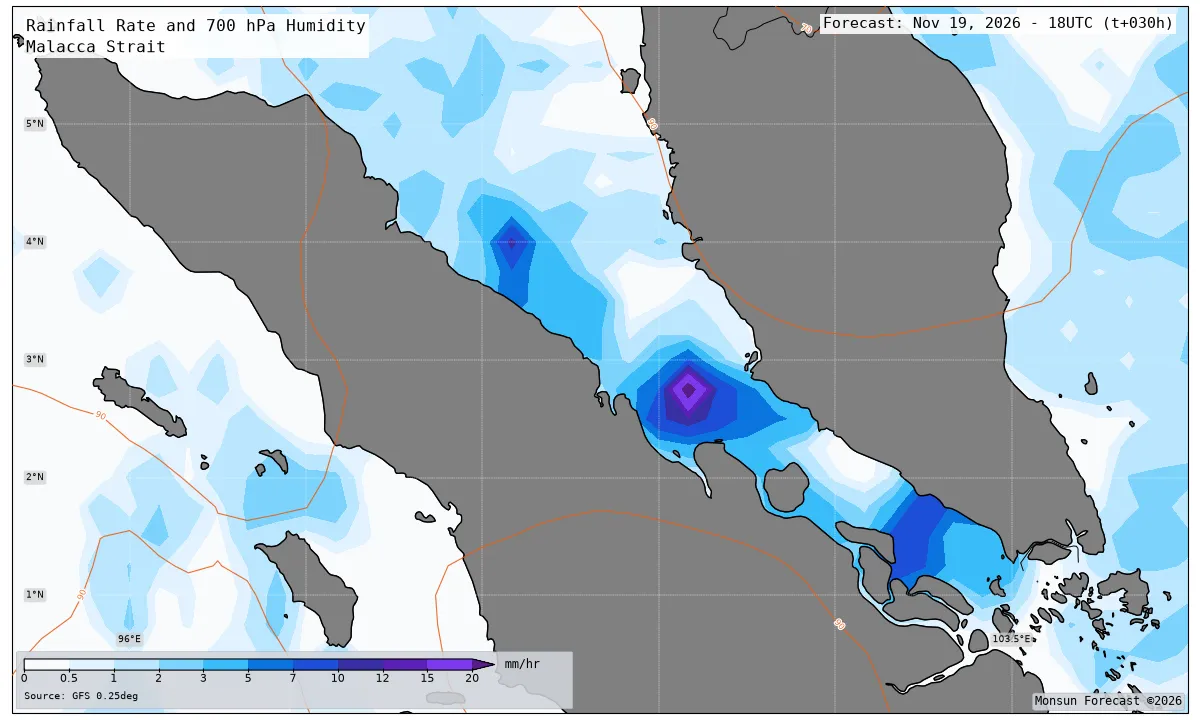 Rainfall Rate and 700 hPa Humidity
Malacca Strait
Forecast: Nov 19, 2026 - 18UTC (t+030h)
70
90
5°N
4°N
3°N
90
2°N
90
1°N
90
96°E
103.5°E
mm/hr
0 0.5 1 2 3 5 7 10 12 15 20
Source: GFS 0.25deg
Monsun Forecast ©2026